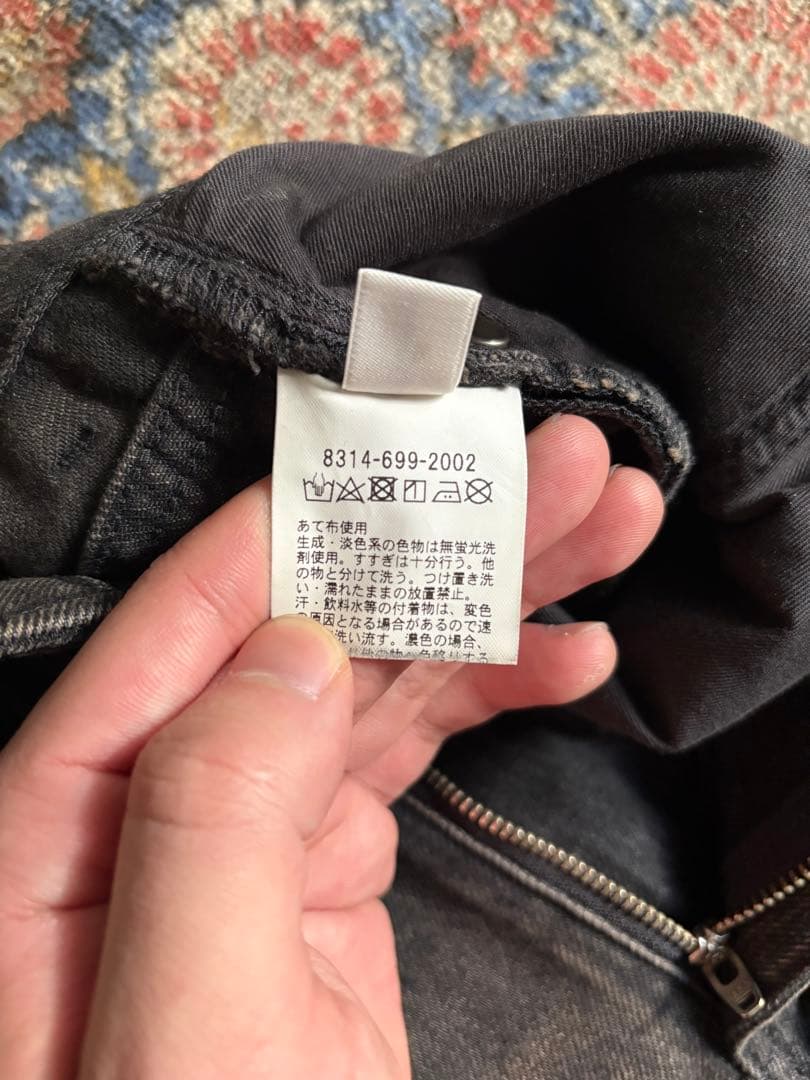 8314-699-2002
あて布使用
生成・淡色系の色物は無蛍光洗
剤使用。すすぎは十分行う。他
の物と分けて洗う。つけ置き洗
い・濡れたままの放置禁止。
汗・飲料水等の付着物は、変色
の原因となる場合があるので速
洗い流す。濃色の場合、